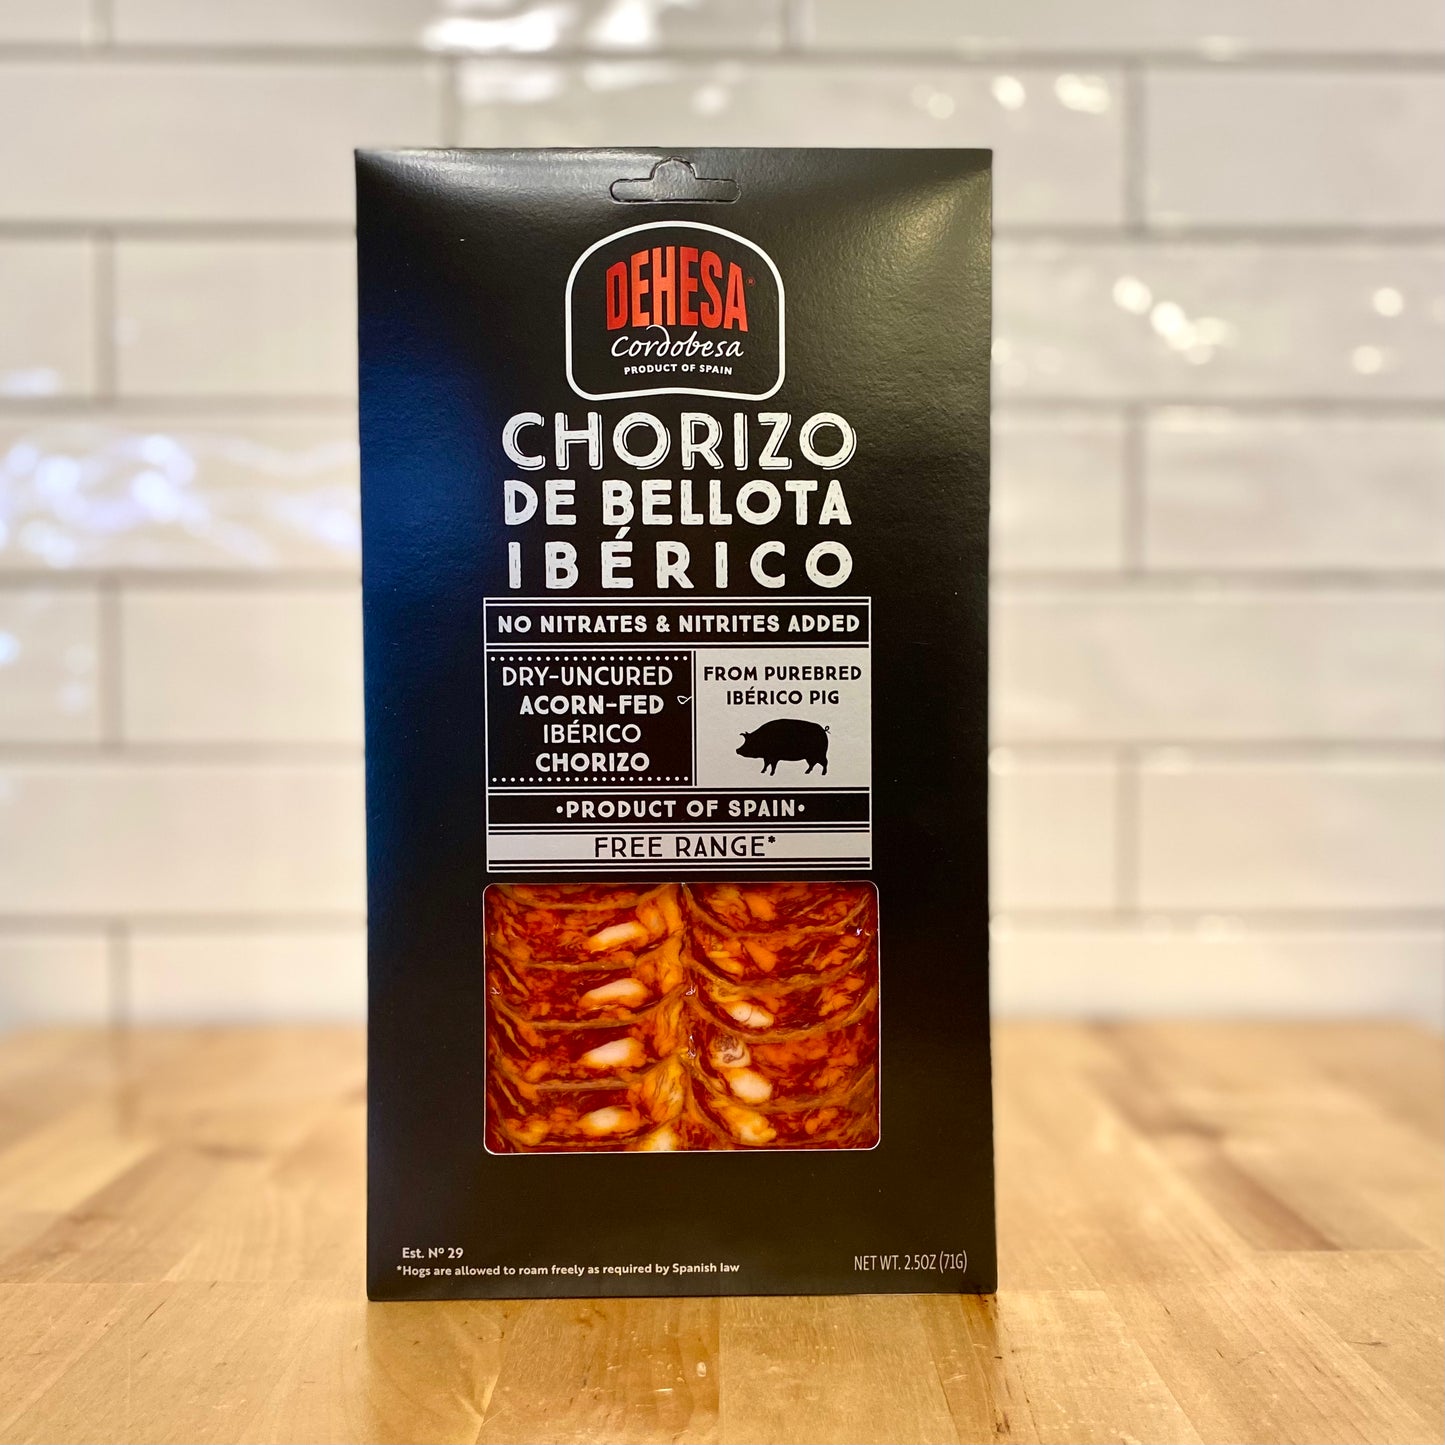 DEHESA®
Cordobesa
PRODUCT OF SPAIN
CHORIZO
DE BELLOTA
IBÉRICO
NO NITRATES & NITRITES ADDED
DRY-UNCURED
ACORN-FED
IBÉRICO
CHORIZO
FROM PUREBRED
IBÉRICO PIG
•PRODUCT OF SPAIN•
FREE RANGE*
Est. Nº 29
*Hogs are allowed to roam freely as required by Spanish law
NET WT. 2.5OZ (71G)